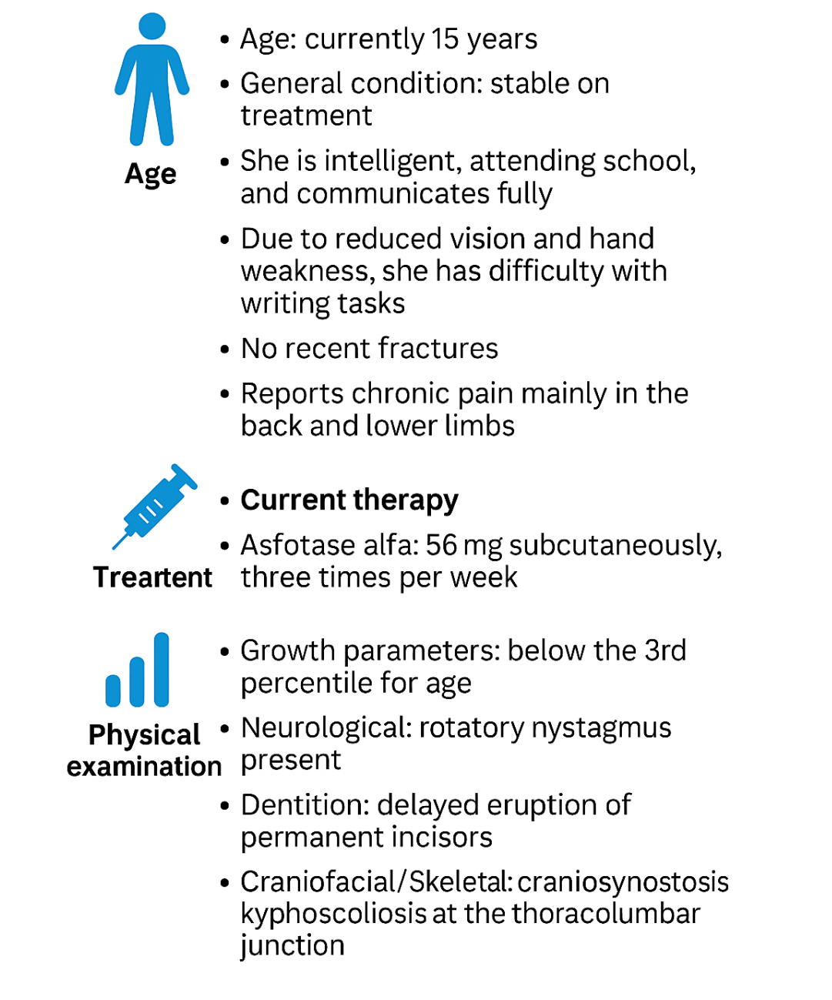 • Age: currently 15 years
• General condition: stable on
treatment
Age
• She is intelligent, attending school,
and communicates fully
• Due to reduced vision and hand
weakness, she has difficulty with
writing tasks
• No recent fractures
• Reports chronic pain mainly in the
back and lower limbs
• Current therapy
• Asfotase alfa: 56 mg subcutaneously,
three times per week
Treartent
• Growth parameters: below the 3rd
percentile for age
Physical
examination
• Neurological: rotatory nystagmus
present
• Dentition: delayed eruption of
permanent incisors
• Craniofacial/Skeletal: craniosynostosis
kyphoscoliosis at the thoracolumbar
junction